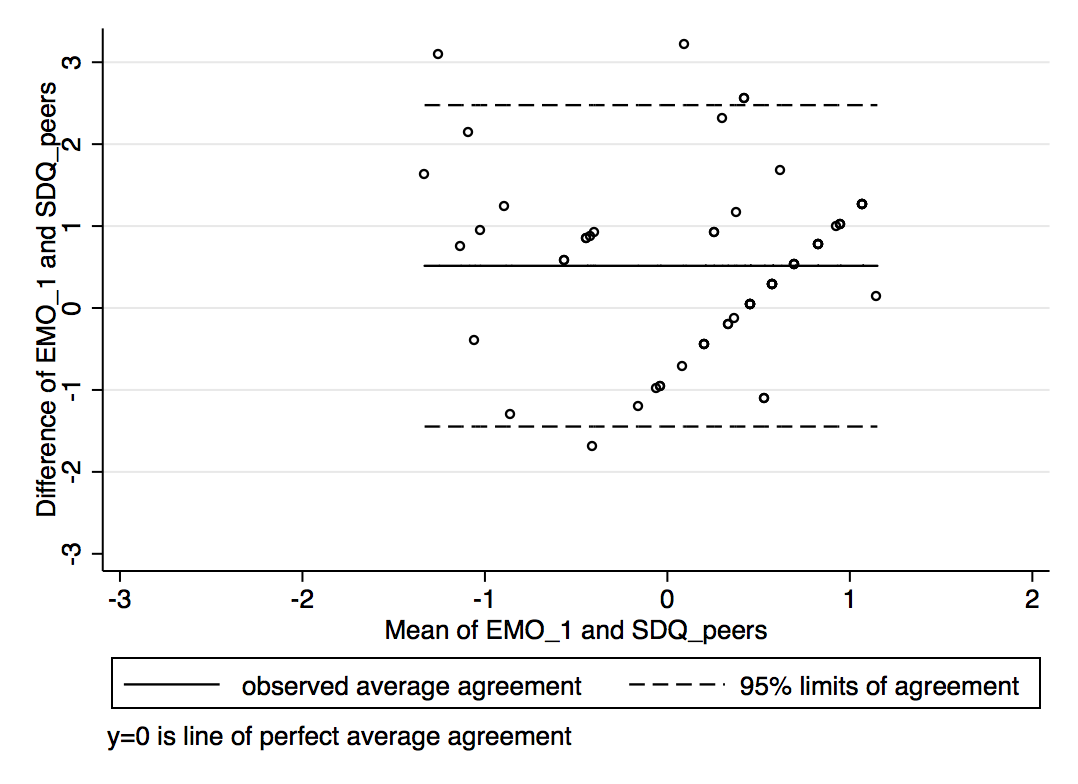 Difference of EMO_1 and SDQ_peers
3
2
1
0
-1
-2
-3
-3 -2 -1 0 1 2
Mean of EMO_1 and SDQ_peers
observed average agreement 95% limits of agreement
y=0 is line of perfect average agreement